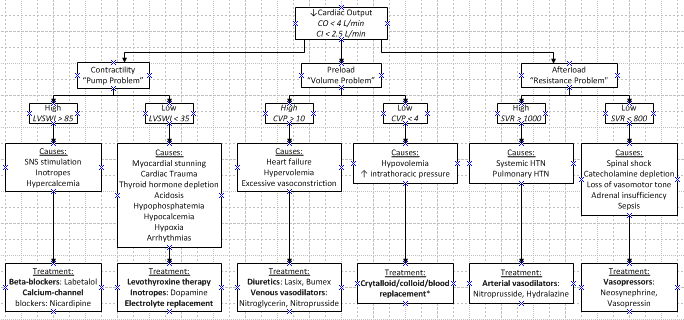 ↓Cardiac Output
CO < 4 L/min
CI < 2.5 L/min
Contractility
"Pump Problem"
Preload
"Volume Problem"
Afterload
"Resistance Problem"
High
LVSWI > 85
Low
LVSWI < 35
High
CVP > 10
Low
CVP < 4
High
SVR > 1000
Low
SVR < 800
Causes:
SNS stimulation
Inotropes
Hypercalcemia
Causes:
Myocardial stunning
Cardiac Trauma
Thyroid hormone depletion
Acidosis
Hypophosphatemia
Hypocalcemia
Hypoxia
Arrhythmias
Causes:
Heart failure
Hypervolemia
Excessive vasoconstriction
Causes:
Hypovolemia
↑ intrathoracic pressure
Causes:
Systemic HTN
Pulmonary HTN
Causes:
Spinal shock
Catecholamine depletion
Loss of vasomotor tone
Adrenal insufficiency
Sepsis
Treatment:
Beta-blockers: Labetalol
Calcium-channel
blockers: Nicardipine
Treatment:
Levothyroxine therapy
Inotropes: Dopamine
Electrolyte replacement
Treatment:
Diuretics: Lasix, Bumex
Venous vasodilators:
Nitroglycerin, Nitroprusside
Treatment:
Crytalloid/colloid/blood
replacement*
Treatment:
Arterial vasodilators:
Nitroprusside, Hydralazine
Treatment:
Vasopressors:
Neosynephrine,
Vasopressin